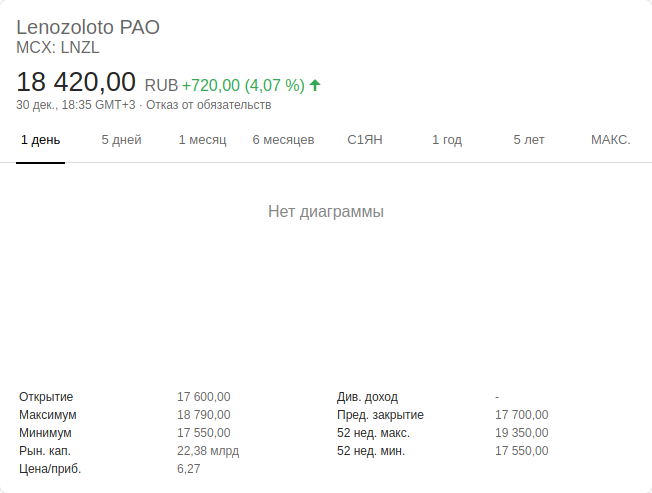 Lenozoloto PAO
MCX: LNZL
18 420,00 RUB +720,00 (4,07 %)
30 дек., 18:35 GMT+3 · Отказ от обязательств
1 день 5 дней 1 месяц 6 месяцев С1ЯН 1 год 5 лет МАКС.
Нет диаграммы
Открытие 17 600,00 Див. доход -
Максимум 18 790,00 Пред. закрытие 17 700,00
Минимум 17 550,00 52 нед. макс. 19 350,00
Рын. кап. 22,38 млрд 52 нед. мин. 17 550,00
Цена/приб. 6,27